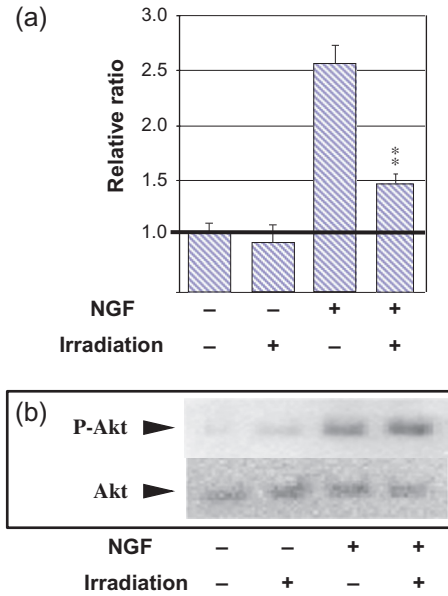 (a)
3.0
2.5
2.0
1.5
1.0
Relative ratio
**
NGF – – + +
Irradiation – + – +
(b)
P-Akt
Akt
NGF – – + +
Irradiation – + – +